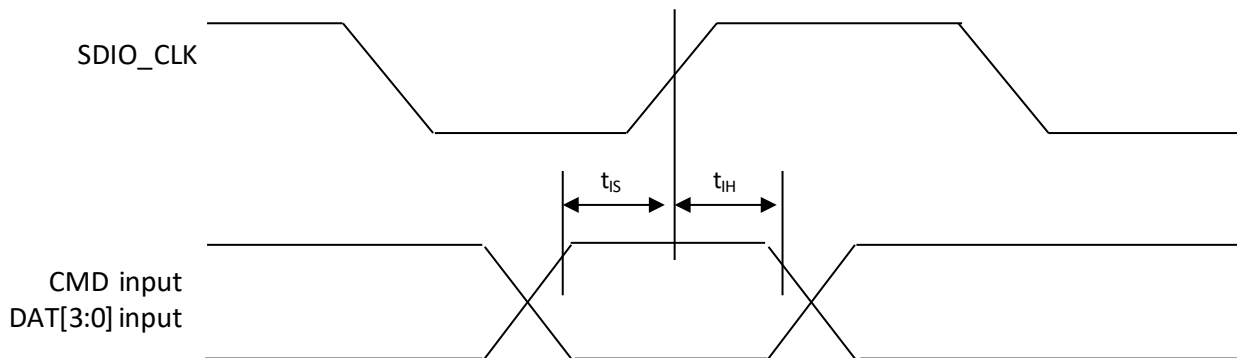 SDIO_CLK
tIS
tIH
CMD input
DAT[3:0] input